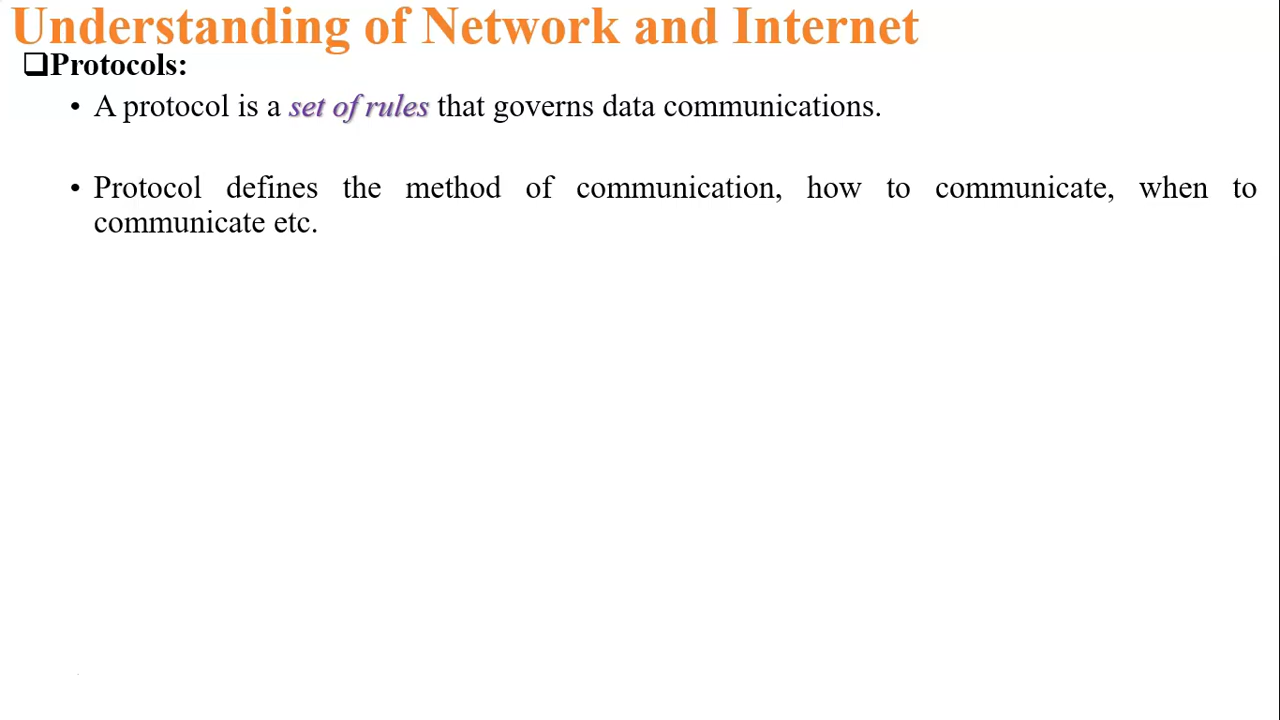 Understanding of Network and Internet
❑Protocols:
• A protocol is a set of rules that governs data communications.
• Protocol defines the method of communication, how to communicate, when to
communicate etc.